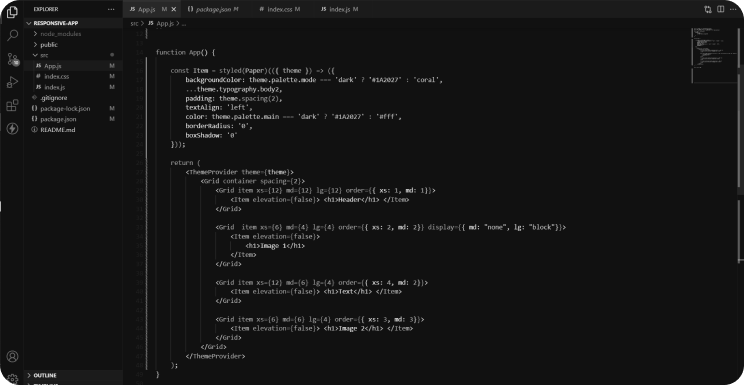 EXPLORER
...
RESPONSIVE-APP
node_modules
public
src
App.js M
index.css M
index.js M
.gitignore
package-lock.json M
package.json M
README.md
OUTLINE
JS App.js M ×
{} package.json M
# index.css M
JS index.js M
src > JS App.js > ...
function App() {
const Item = styled(Paper)(({ theme }) => ({
backgroundColor: theme.palette.mode === 'dark' ? '#1A2027' : 'coral',
...theme.typography.body2,
padding: theme.spacing(2),
textAlign: 'left',
color: theme.palette.main === 'dark' ? '#1A2027' : '#fff',
borderRadius: '0',
boxShadow: '0'
}));
return (
<ThemeProvider theme={theme}>
<Grid container spacing={2}>
<Grid item xs={12} md={12} lg={12} order={{ xs: 1, md: 1}}>
<Item elevation={false}> <h1>Header</h1> </Item>
</Grid>
<Grid  item xs={6} md={4} lg={4} order={{ xs: 2, md: 2}} display={{ md: "none", lg: "block"}}>
<Item elevation={false}>
<h1>Image 1</h1>
</Item>
</Grid>
<Grid item xs={12} md={6} lg={4} order={{ xs: 4, md: 2}}>
<Item elevation={false}> <h1>Text</h1> </Item>
</Grid>
<Grid item xs={6} md={6} lg={4} order={{ xs: 3, md: 3}}>
<Item elevation={false}> <h1>Image 2</h1> </Item>
</Grid>
</Grid>
</ThemeProvider>
);
}